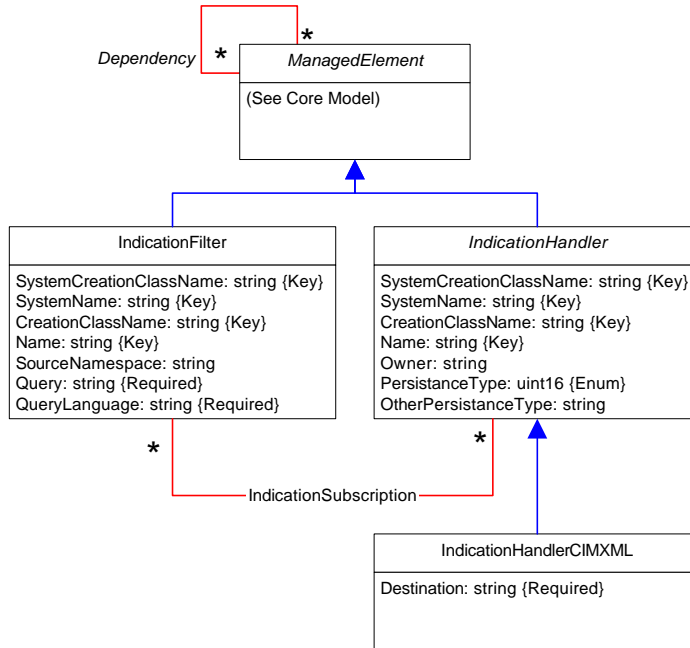 *
Dependency
*
ManagedElement
(See Core Model)
IndicationFilter
SystemCreationClassName: string {Key}
SystemName: string {Key}
CreationClassName: string {Key}
Name: string {Key}
SourceNamespace: string
Query: string {Required}
QueryLanguage: string {Required}
IndicationHandler
SystemCreationClassName: string {Key}
SystemName: string {Key}
CreationClassName: string {Key}
Name: string {Key}
Owner: string
PersistanceType: uint16 {Enum}
OtherPersistanceType: string
*
*
IndicationSubscription
IndicationHandlerCIMXML
Destination: string {Required}